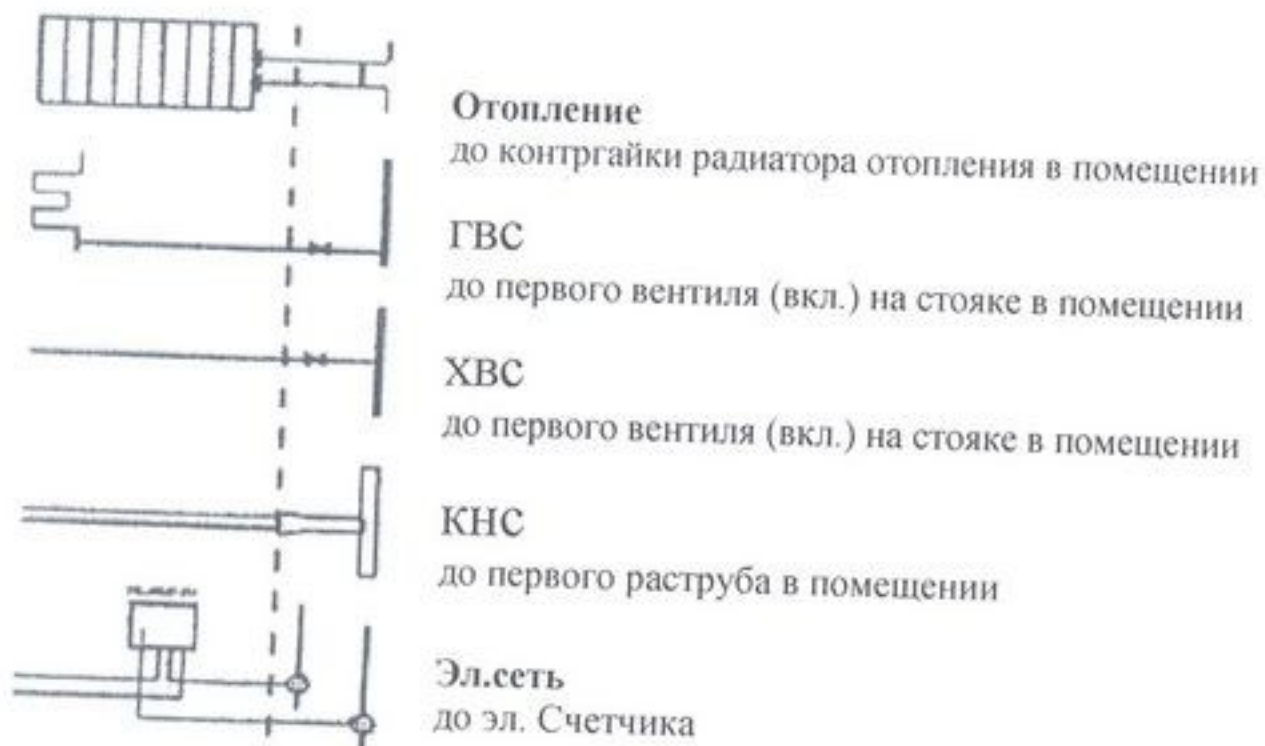 Отопление
до контргайки радиатора отопления в помещении
ГВС
до первого вентиля (вкл.) на стояке в помещении
ХВС
до первого вентиля (вкл.) на стояке в помещении
КНС
до первого раструба в помещении
Эл.сеть
до эл. Счетчика